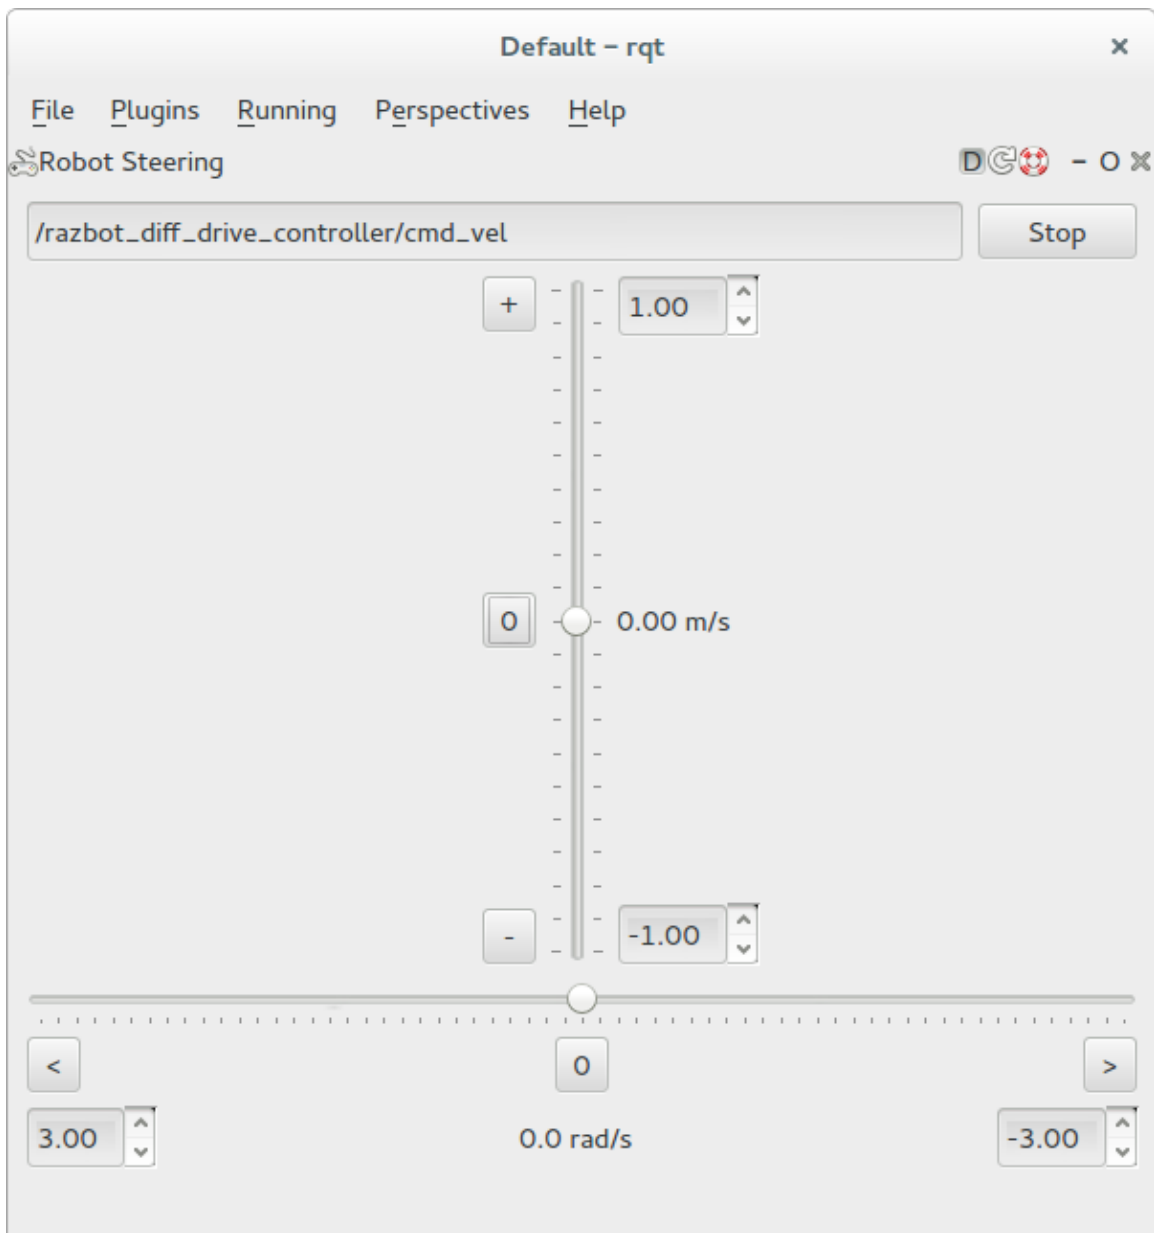 Default – rqt ×
File Plugins Running Perspectives Help
Robot Steering D – O ×
/razbot_diff_drive_controller/cmd_vel Stop
+ 1.00
0 0.00 m/s
- -1.00
< 0 >
3.00 0.0 rad/s -3.00